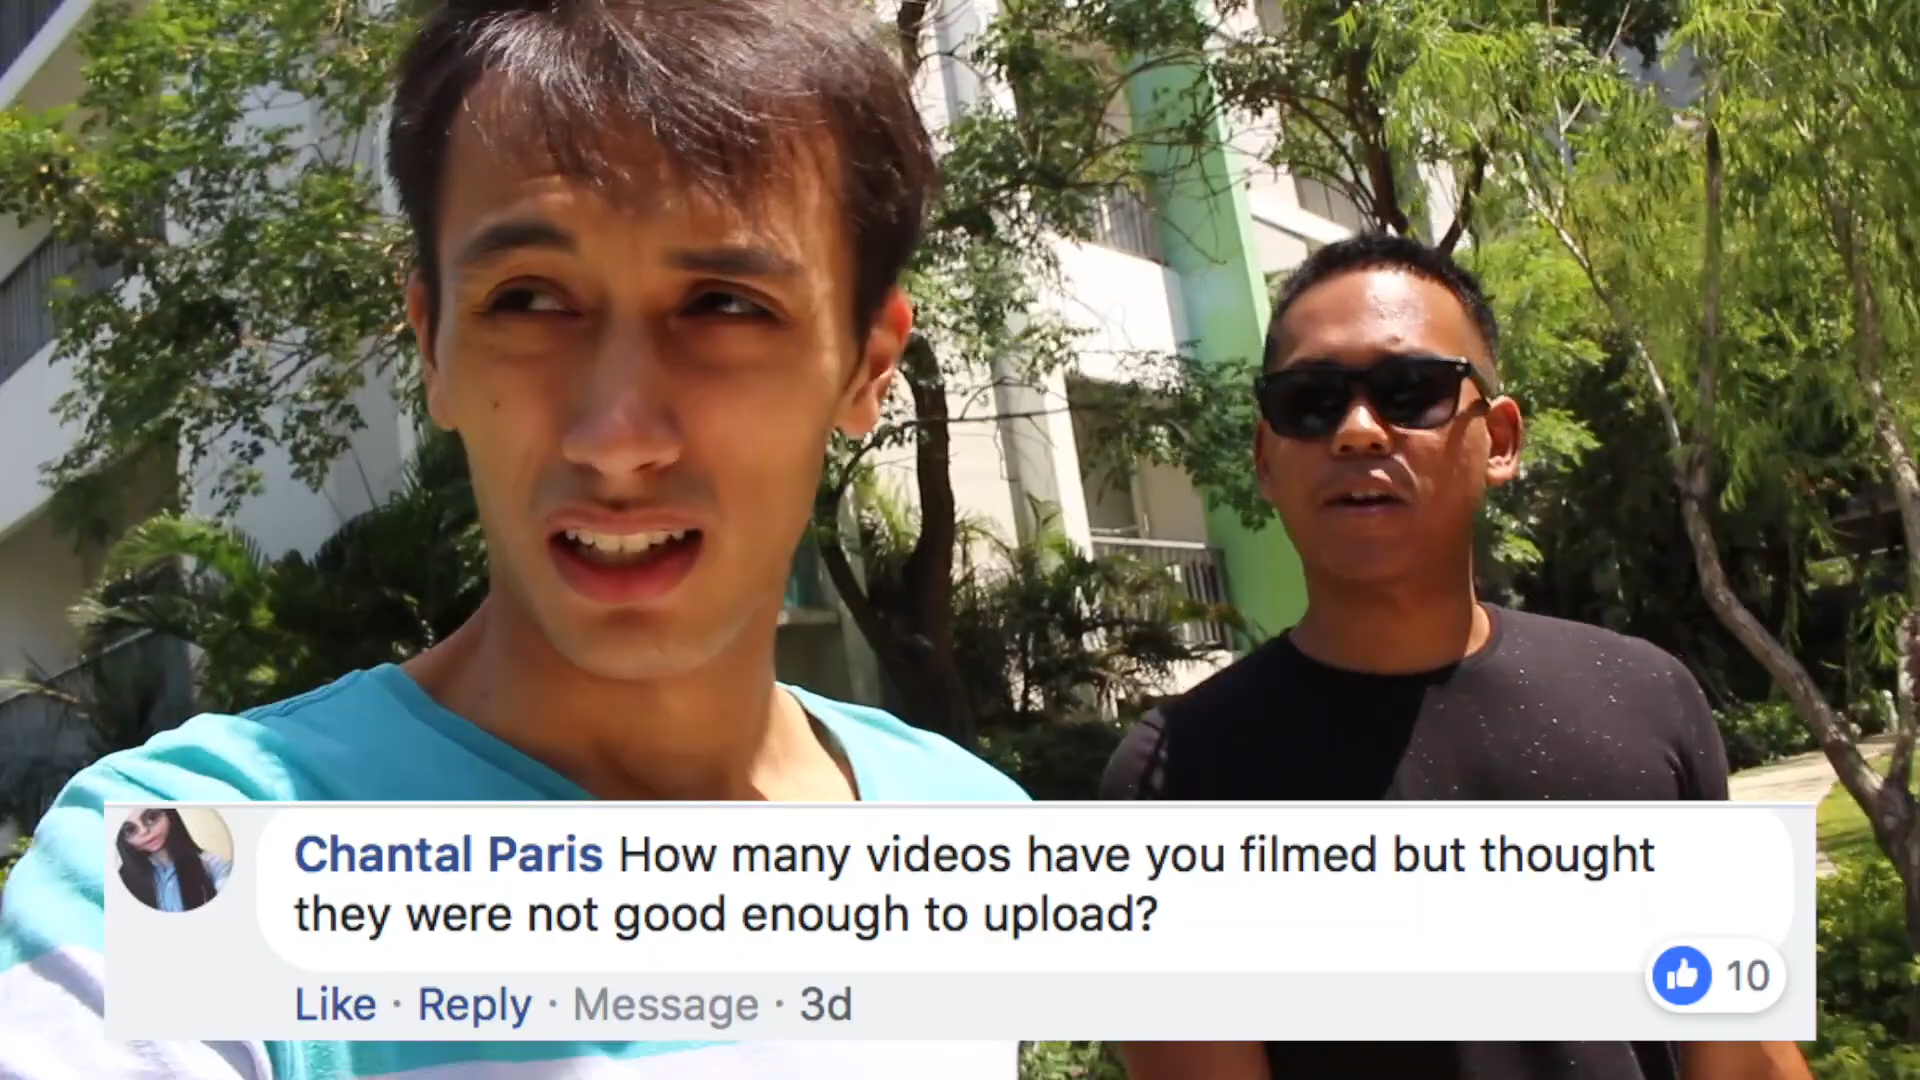 Chantal Paris How many videos have you filmed but thought
they were not good enough to upload?
10
Like · Reply · Message · 3d